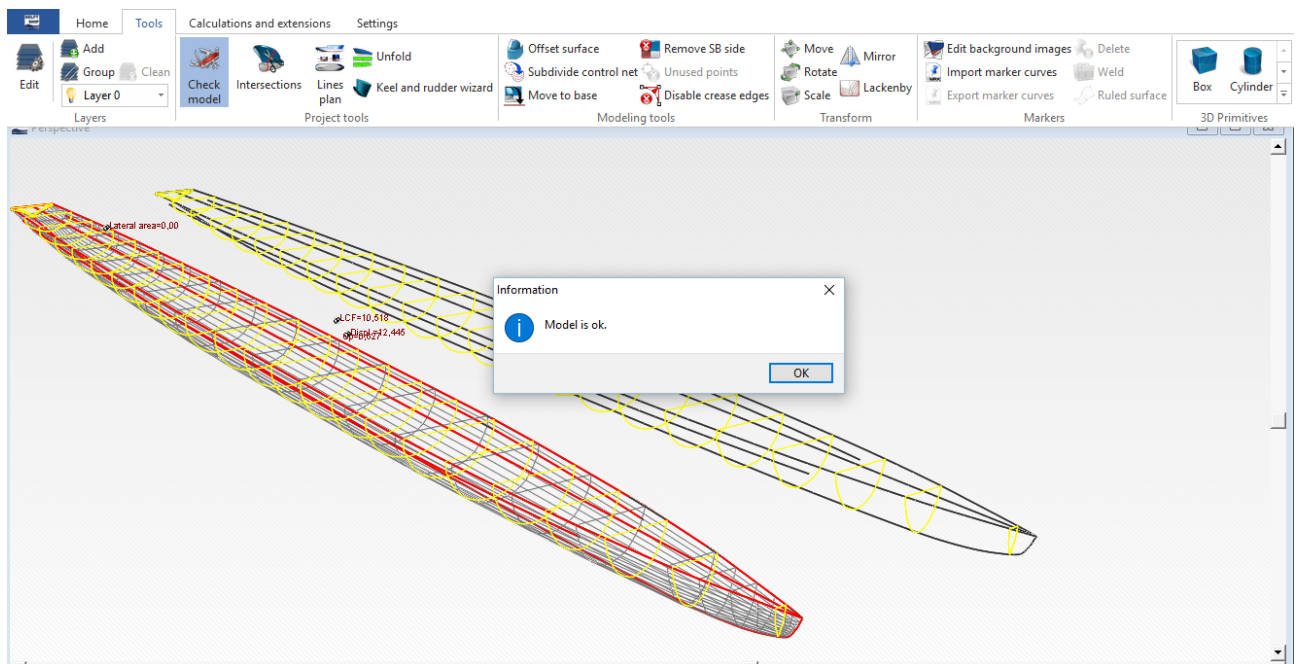 Home Tools Calculations and extensions Settings
Edit
Add
Group Clean
Layer 0
Layers
Check model
Intersections
Lines plan
Unfold
Keel and rudder wizard
Project tools
Offset surface
Subdivide control net
Move to base
Remove SB side
Unused points
Disable crease edges
Modeling tools
Move
Rotate
Scale
Mirror
Lackenby
Transform
Edit background images
Import marker curves
Export marker curves
Delete
Weld
Ruled surface
Markers
Box
Cylinder
3D Primitives
Perspective
Lateral area=0,00
LCF=10,518
Displ.=12,445
Information
Model is ok.
OK